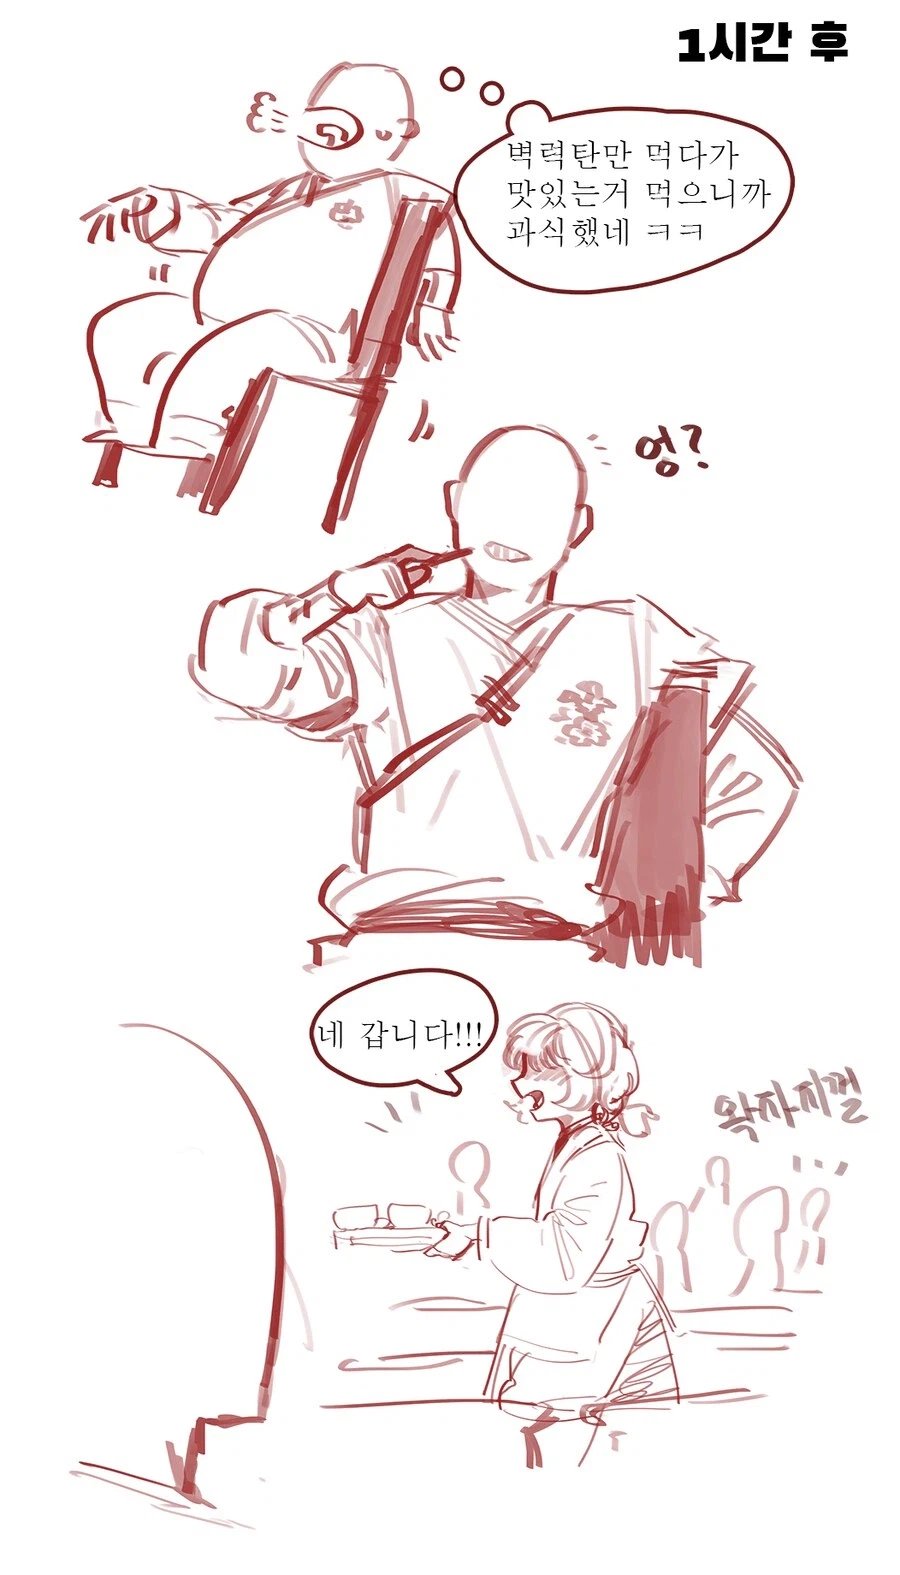 1시간 후
벽력탄만 먹다가
맛있는거 먹으니까
과식했네 ㅋㅋ
엉?
네 갑니다!!!
왁자지껄